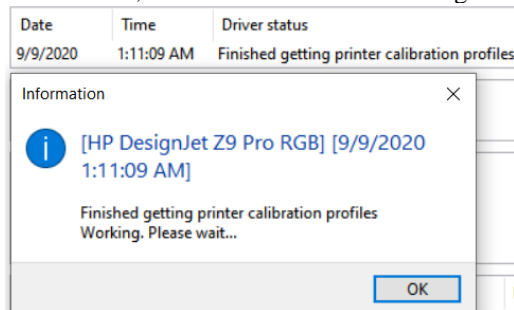 Date Time Driver status
9/9/2020 1:11:09 AM Finished getting printer calibration profiles
Information
[HP DesignJet Z9 Pro RGB] [9/9/2020
1:11:09 AM]
Finished getting printer calibration profiles
Working. Please wait...
OK